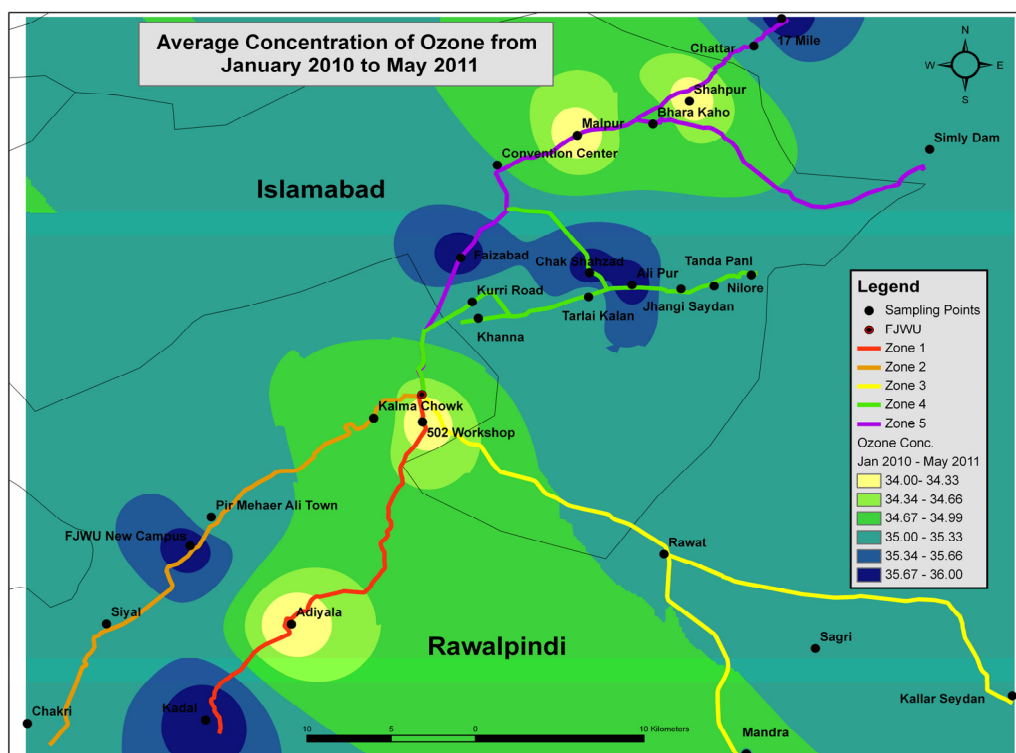 Average Concentration of Ozone from
January 2010 to May 2011
17 Mile
Chattar
N
W
E
S
Shahpur
Bhara Kaho
Malpur
Simly Dam
Convention Center
Islamabad
Faizabad
Chak Shahzad
Ali Pur
Tanda PanI
Nilore
Kurri Road
Jhangi Saydan
Tarlai Kalan
Khanna
Legend
Sampling Points
FJWU
Zone 1
Zone 2
Zone 3
Zone 4
Zone 5
Ozone Conc.
Jan 2010 - May 2011
34.00- 34.33
34.34 - 34.66
34.67 - 34.99
35.00 - 35.33
35.34 - 35.66
35.67 - 36.00
Kalma Chowk
502 Workshop
Pir Mehaer Ali Town
FJWU New Campus
Rawat
Siyal
Adiyala
Rawalpindi
Sagri
Kallar Seydan
Chakri
Kadal
Mandra
10
5
0
10 Kilometers